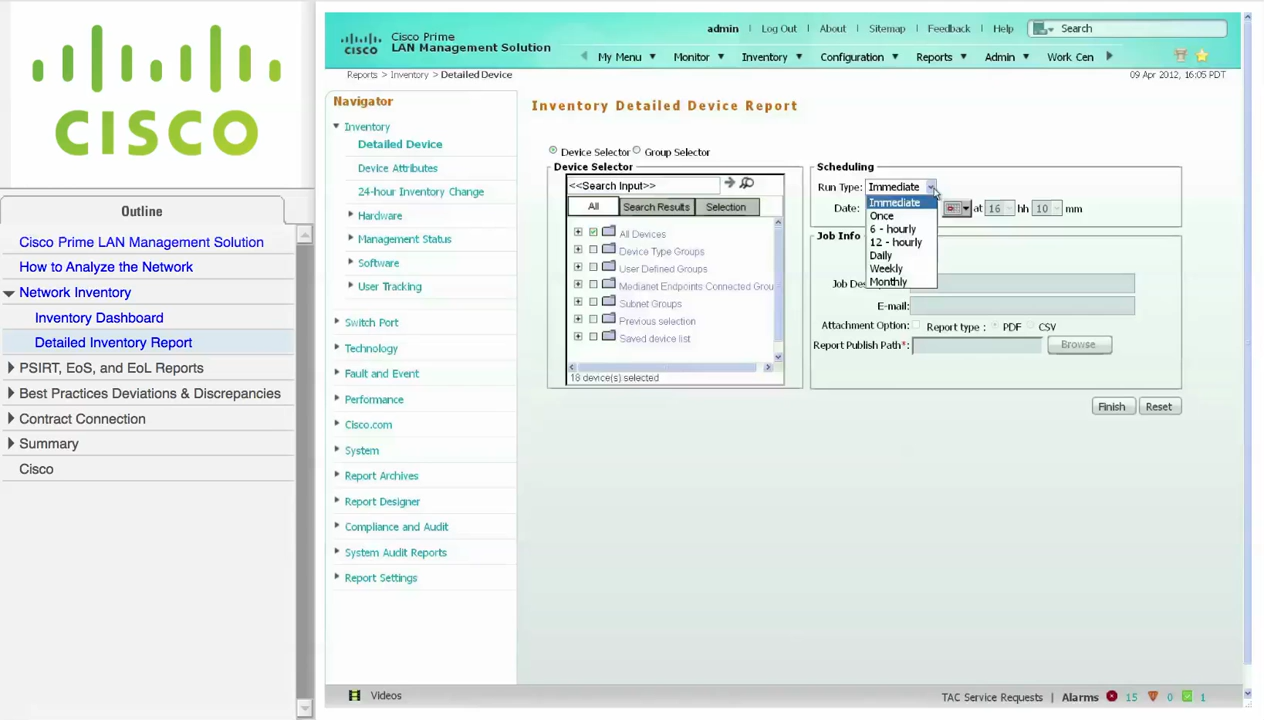 CISCO
Outline
Cisco Prime LAN Management Solution
How to Analyze the Network
Network Inventory
Inventory Dashboard
Detailed Inventory Report
PSIRT, EoS, and EoL Reports
Best Practices Deviations & Discrepancies
Contract Connection
Summary
Cisco
CISCO
Cisco Prime
LAN Management Solution
admin | Log Out | About | Sitemap | Feedback | Help
Search
My Menu Monitor Inventory Configuration Reports Admin Work Cen
Reports > Inventory > Detailed Device
09 Apr 2012, 16:05 PDT
Navigator
Inventory
Detailed Device
Device Attributes
24-hour Inventory Change
Hardware
Management Status
Software
User Tracking
Switch Port
Technology
Fault and Event
Performance
Cisco.com
System
Report Archives
Report Designer
Compliance and Audit
System Audit Reports
Report Settings
Inventory Detailed Device Report
Device Selector Group Selector
Device Selector
<<Search Input>>
All Search Results Selection
All Devices
Device Type Groups
User Defined Groups
Medianet Endpoints Connected Grou
Subnet Groups
Previous selection
Saved device list
18 device(s) selected
Scheduling
Run Type: Immediate
Immediate
Once
6 - hourly
12 - hourly
Daily
Weekly
Monthly
Date: at 16 hh 10 mm
Job Info
Job Des
E-mail:
Attachment Option: Report type : PDF CSV
Report Publish Path*: Browse
Finish Reset
Videos
TAC Service Requests | Alarms 15 0 1